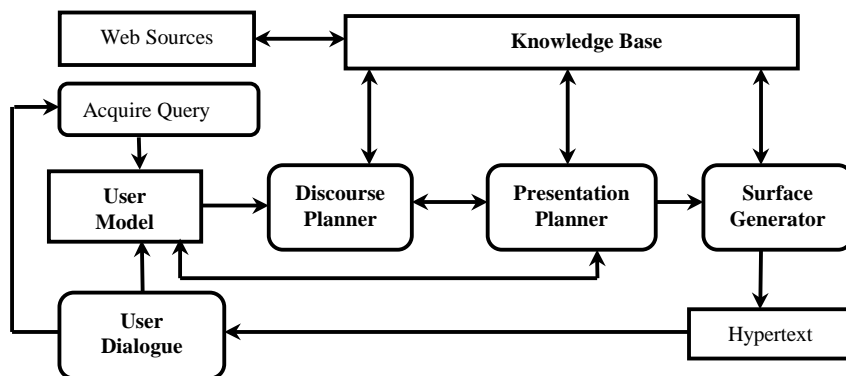 Web Sources
Knowledge Base
Acquire Query
User
Model
Discourse
Planner
Presentation
Planner
Surface
Generator
User
Dialogue
Hypertext